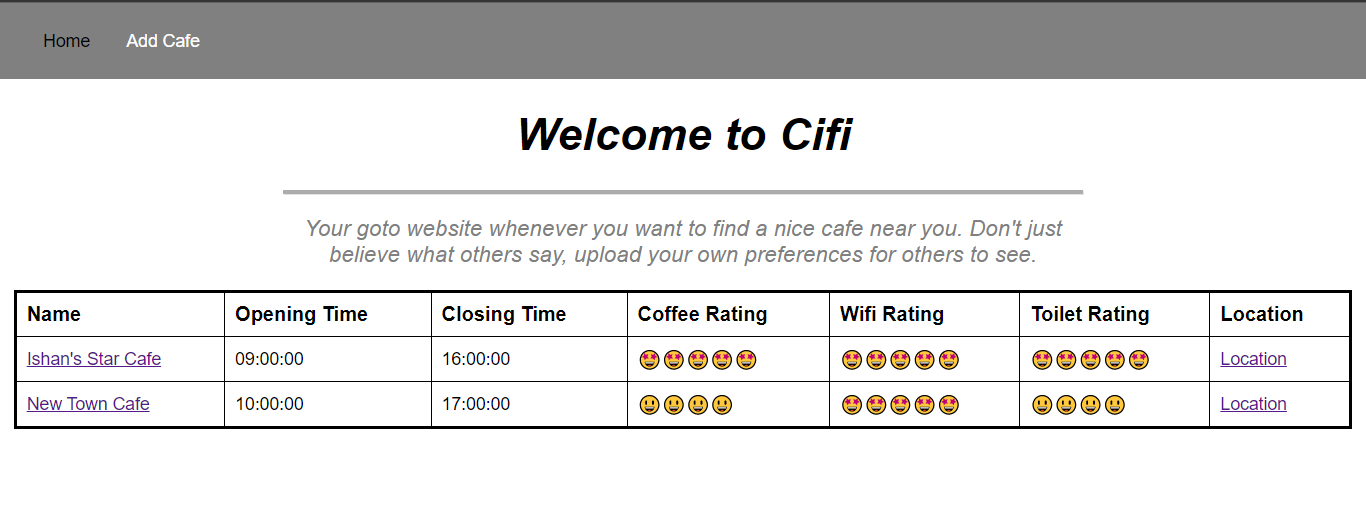 Home Add Cafe
Welcome to Cifi
Your goto website whenever you want to find a nice cafe near you. Don't just
believe what others say, upload your own preferences for others to see.
Name Opening Time Closing Time Coffee Rating Wifi Rating Toilet Rating Location
Ishan's Star Cafe 09:00:00 16:00:00 🤩🤩🤩🤩🤩 🤩🤩🤩🤩🤩 🤩🤩🤩🤩🤩 Location
New Town Cafe 10:00:00 17:00:00 😃😃😃😃 🤩🤩🤩🤩🤩 😃😃😃😃 Location